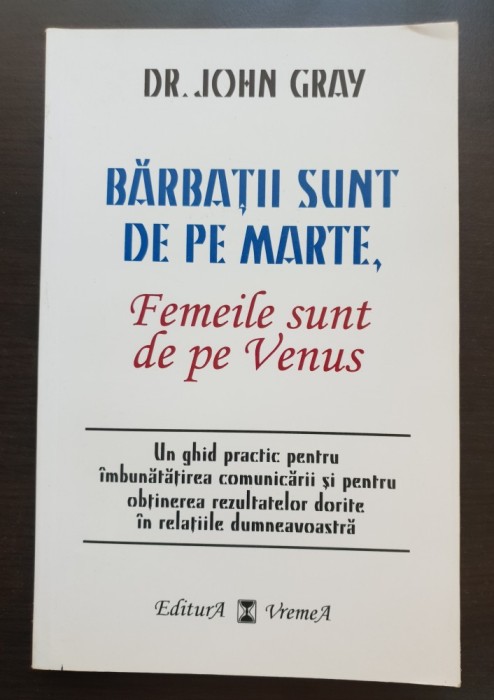 DR. JOHN GRAY
BĂRBAȚII SUNT
DE PE MARTE,
Femeile sunt
de pe Venus
Un ghid practic pentru
îmbunătățirea comunicării și pentru
obținerea rezultatelor dorite
în relațiile dumneavoastră
EditurA VremeA